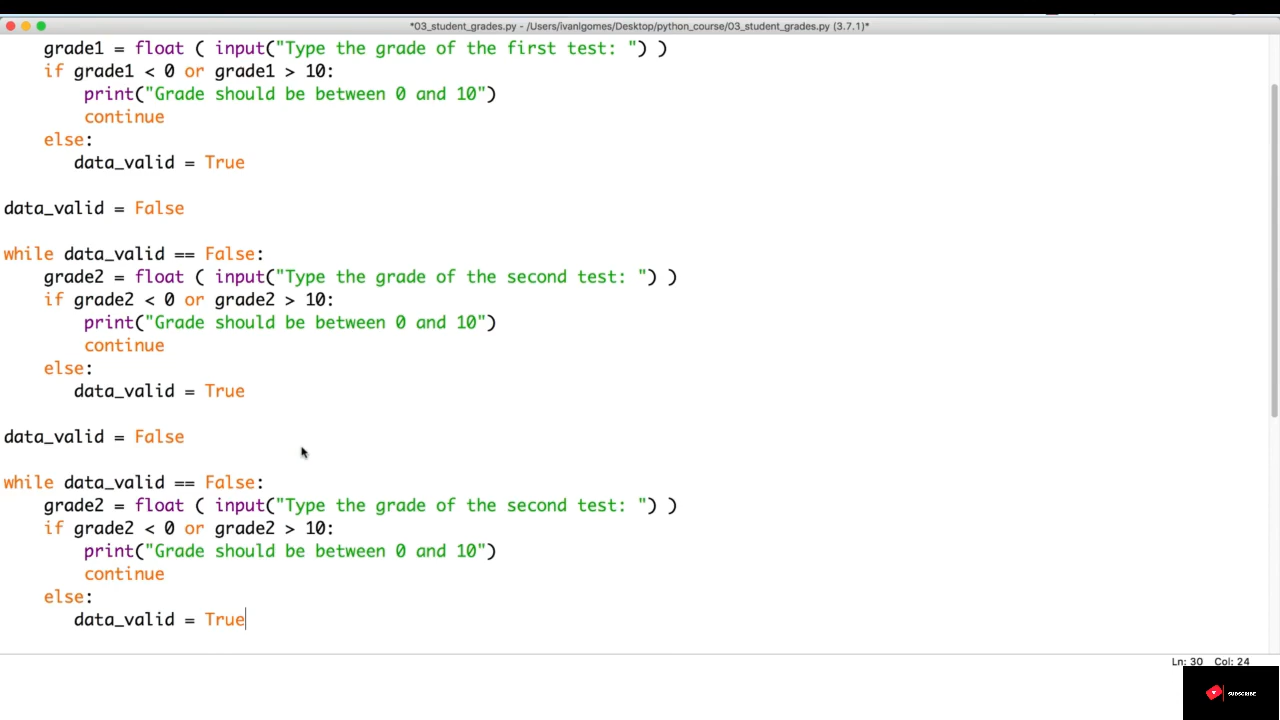 *03_student_grades.py - /Users/ivanlgomes/Desktop/python_course/03_student_grades.py (3.7.1)*
    grade1 = float ( input("Type the grade of the first test: ") )
    if grade1 < 0 or grade1 > 10:
        print("Grade should be between 0 and 10")
        continue
    else:
       data_valid = True
data_valid = False
while data_valid == False:
    grade2 = float ( input("Type the grade of the second test: ") )
    if grade2 < 0 or grade2 > 10:
        print("Grade should be between 0 and 10")
        continue
    else:
       data_valid = True
data_valid = False
while data_valid == False:
    grade2 = float ( input("Type the grade of the second test: ") )
    if grade2 < 0 or grade2 > 10:
        print("Grade should be between 0 and 10")
        continue
    else:
       data_valid = True
Ln: 30 Col: 24
SUBSCRIBE